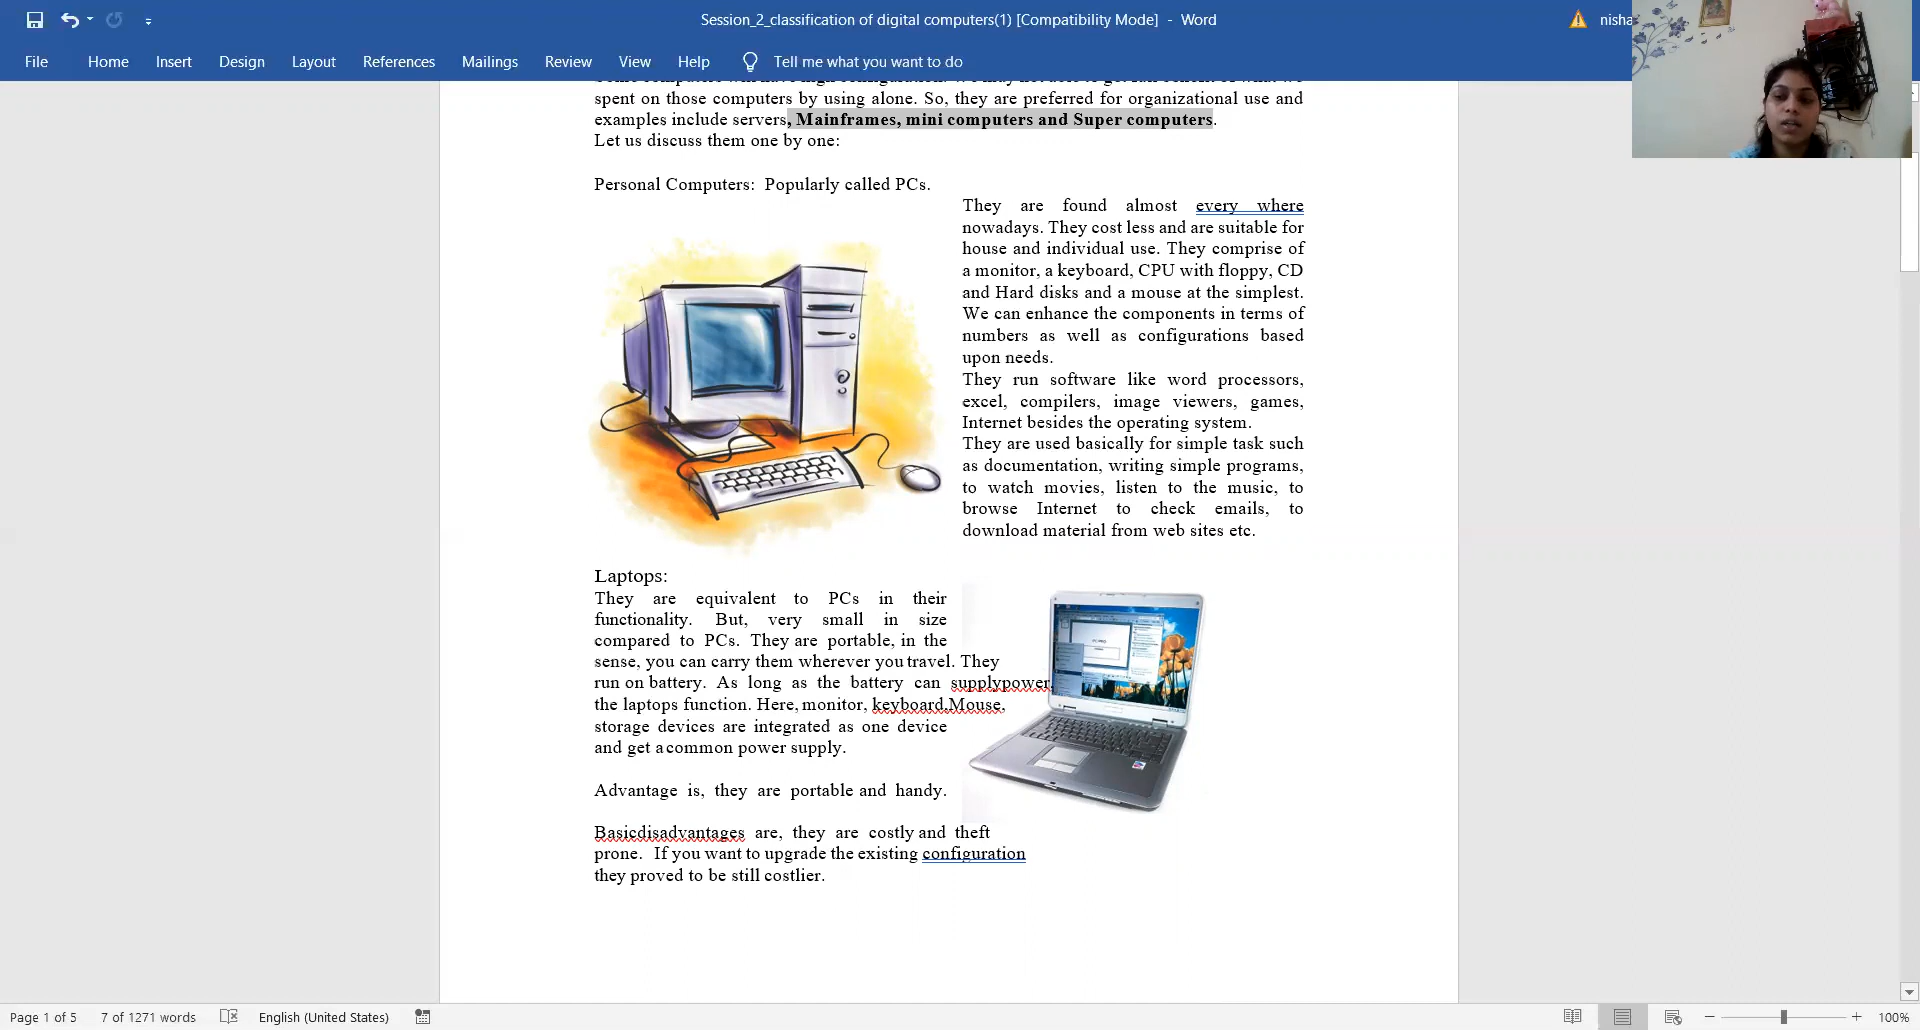 Session_2_classification of digital computers(1) [Compatibility Mode] - Word
nisha
File Home Insert Design Layout References Mailings Review View Help Tell me what you want to do
spent on those computers by using alone. So, they are preferred for organizational use and
examples include servers, Mainframes, mini computers and Super computers.
Let us discuss them one by one:
Personal Computers: Popularly called PCs.
They are found almost every where
nowadays. They cost less and are suitable for
house and individual use. They comprise of
a monitor, a keyboard, CPU with floppy, CD
and Hard disks and a mouse at the simplest.
We can enhance the components in terms of
numbers as well as configurations based
upon needs.
They run software like word processors,
excel, compilers, image viewers, games,
Internet besides the operating system.
They are used basically for simple task such
as documentation, writing simple programs,
to watch movies, listen to the music, to
browse Internet to check emails, to
download material from web sites etc.
Laptops:
They are equivalent to PCs in their
functionality. But, very small in size
compared to PCs. They are portable, in the
sense, you can carry them wherever you travel. They
run on battery. As long as the battery can supplypower,
the laptops function. Here, monitor, keyboard,Mouse,
storage devices are integrated as one device
and get a common power supply.
Advantage is, they are portable and handy.
Basicdisadvantages are, they are costly and theft
prone. If you want to upgrade the existing configuration
they proved to be still costlier.
Page 1 of 5 7 of 1271 words English (United States) 100%